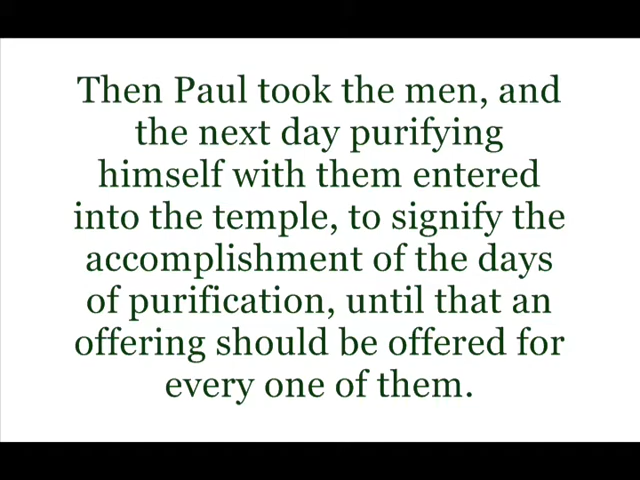 Then Paul took the men, and
the next day purifying
himself with them entered
into the temple, to signify the
accomplishment of the days
of purification, until that an
offering should be offered for
every one of them.